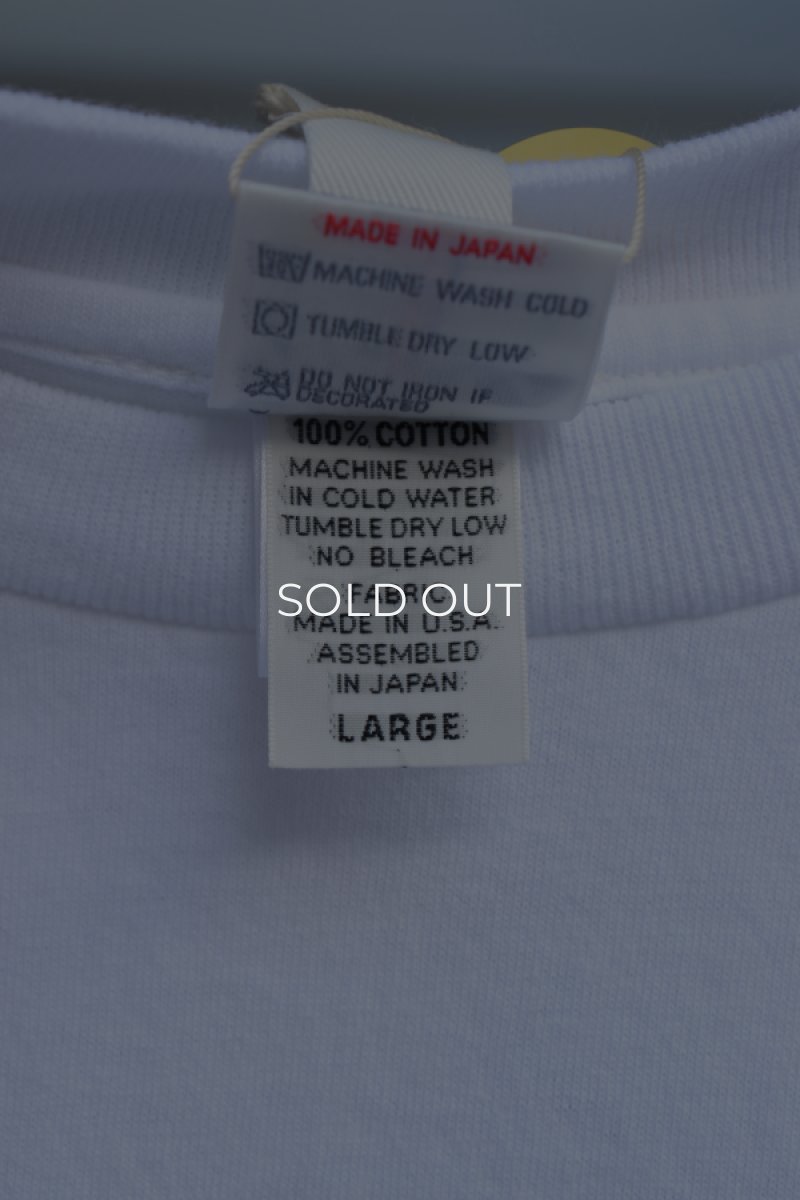 MADE IN JAPAN
MACHINE WASH COLD
TUMBLE DRY LOW
DO NOT IRON IF
DECORATED
100% COTTON
MACHINE WASH
IN COLD WATER
TUMBLE DRY LOW
NO BLEACH
FABRIC
SOLD OUT
MADE IN U.S.A.
ASSEMBLED
IN JAPAN
LARGE